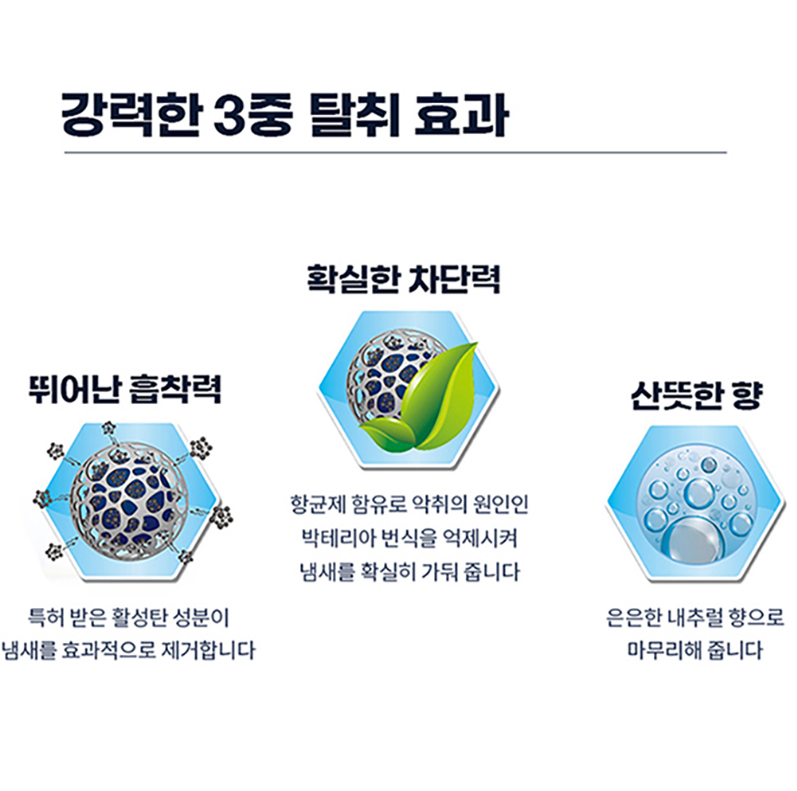 강력한 3중 탈취 효과
확실한 차단력
항균제 함유로 악취의 원인인
박테리아 번식을 억제시켜
냄새를 확실히 가둬 줍니다
뛰어난 흡착력
특허 받은 활성탄 성분이
냄새를 효과적으로 제거합니다
산뜻한 향
은은한 내추럴 향으로
마무리해 줍니다